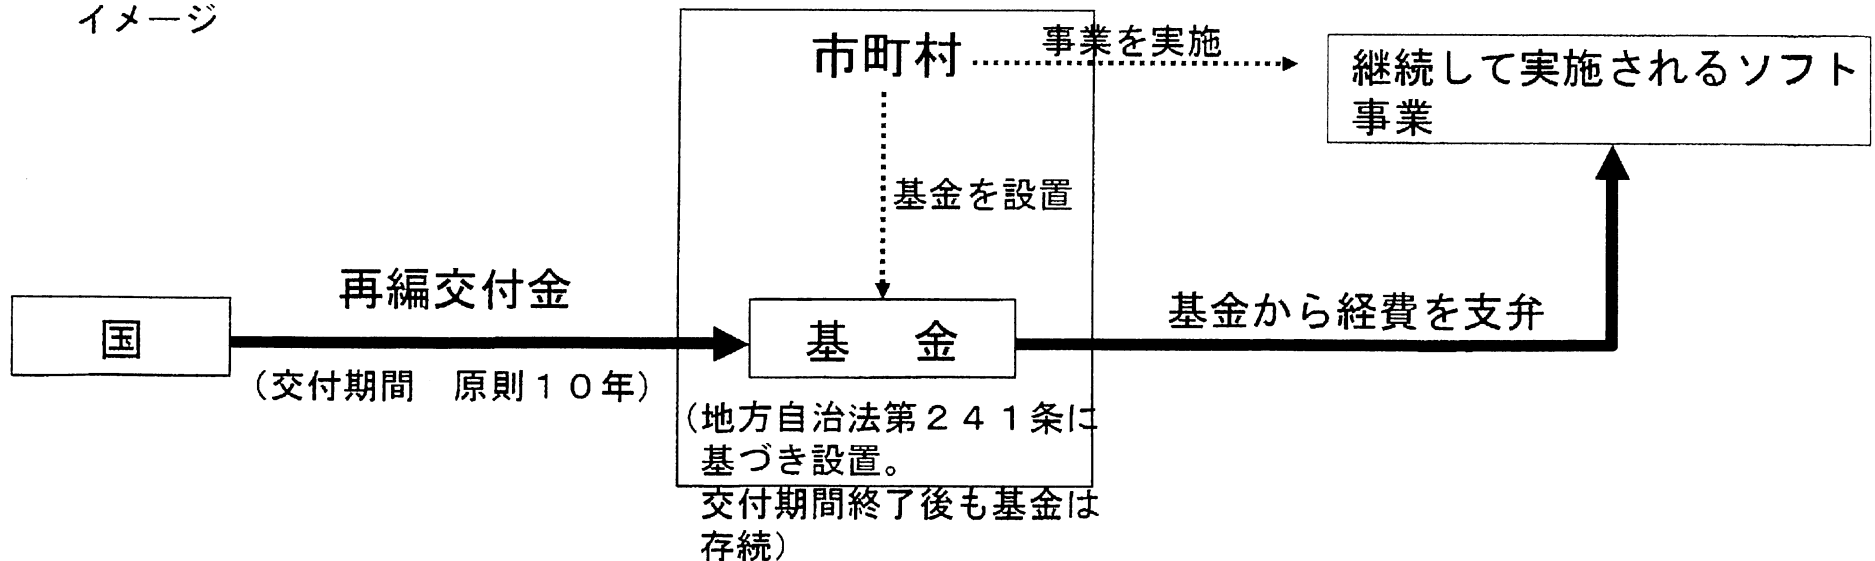 イメージ
市町村
事業を実施
継続して実施されるソフト
事業
基金を設置
再編交付金
国
基　金
基金から経費を支弁
（交付期間　原則１０年）
（地方自治法第２４１条に
基づき設置。
交付期間終了後も基金は
存続）